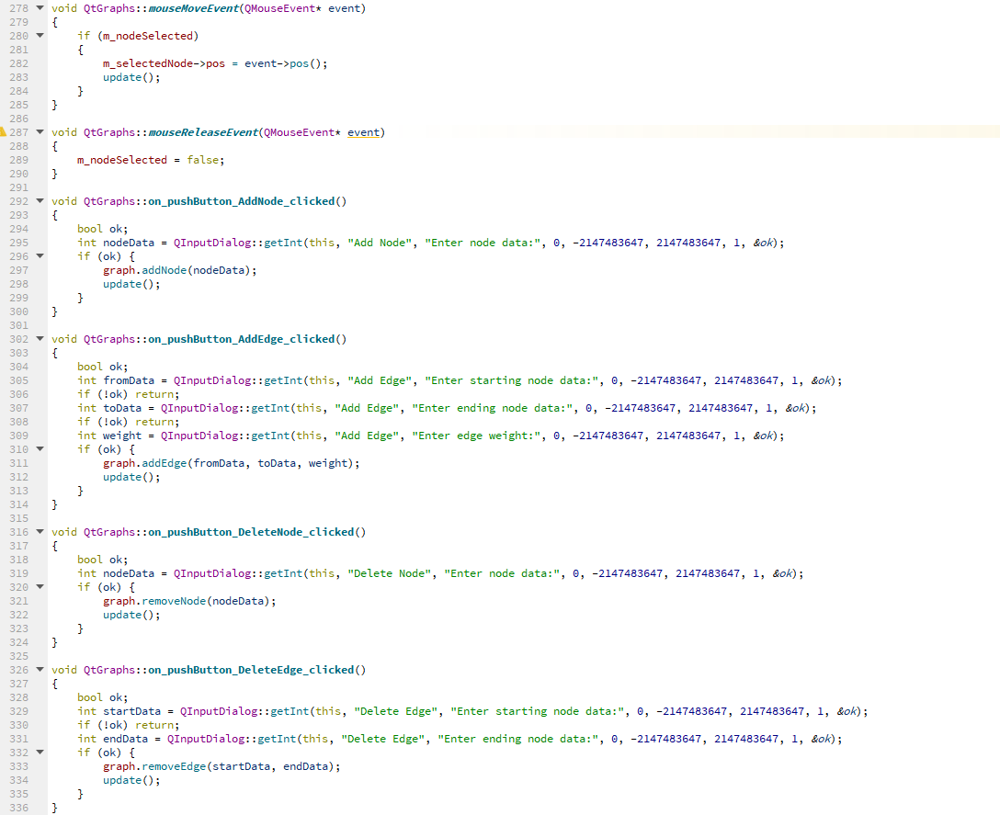 278 void QtGraphs::mouseMoveEvent(QMouseEvent* event)
279 {
280     if (m_nodeSelected)
281     {
282         m_selectedNode->pos = event->pos();
283         update();
284     }
285 }
286
287 void QtGraphs::mouseReleaseEvent(QMouseEvent* event)
288 {
289     m_nodeSelected = false;
290 }
291
292 void QtGraphs::on_pushButton_AddNode_clicked()
293 {
294     bool ok;
295     int nodeData = QInputDialog::getInt(this, "Add Node", "Enter node data:", 0, -2147483647, 2147483647, 1, &ok);
296     if (ok) {
297         graph.addNode(nodeData);
298         update();
299     }
300 }
301
302 void QtGraphs::on_pushButton_AddEdge_clicked()
303 {
304     bool ok;
305     int fromData = QInputDialog::getInt(this, "Add Edge", "Enter starting node data:", 0, -2147483647, 2147483647, 1, &ok);
306     if (!ok) return;
307     int toData = QInputDialog::getInt(this, "Add Edge", "Enter ending node data:", 0, -2147483647, 2147483647, 1, &ok);
308     if (!ok) return;
309     int weight = QInputDialog::getInt(this, "Add Edge", "Enter edge weight:", 0, -2147483647, 2147483647, 1, &ok);
310     if (ok) {
311         graph.addEdge(fromData, toData, weight);
312         update();
313     }
314 }
315
316 void QtGraphs::on_pushButton_DeleteNode_clicked()
317 {
318     bool ok;
319     int nodeData = QInputDialog::getInt(this, "Delete Node", "Enter node data:", 0, -2147483647, 2147483647, 1, &ok);
320     if (ok) {
321         graph.removeNode(nodeData);
322         update();
323     }
324 }
325
326 void QtGraphs::on_pushButton_DeleteEdge_clicked()
327 {
328     bool ok;
329     int startData = QInputDialog::getInt(this, "Delete Edge", "Enter starting node data:", 0, -2147483647, 2147483647, 1, &ok);
330     if (!ok) return;
331     int endData = QInputDialog::getInt(this, "Delete Edge", "Enter ending node data:", 0, -2147483647, 2147483647, 1, &ok);
332     if (ok) {
333         graph.removeEdge(startData, endData);
334         update();
335     }
336 }